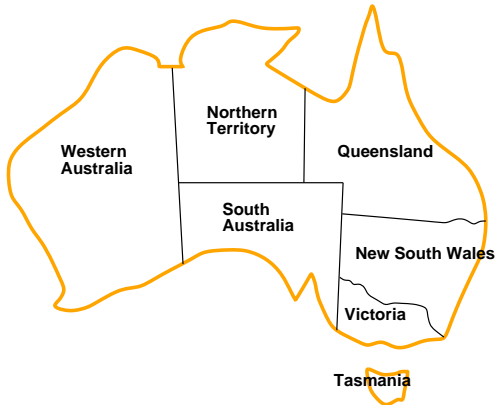 Northern
Territory
Western
Australia
Queensland
South
Australia
New South Wales
Victoria
Tasmania